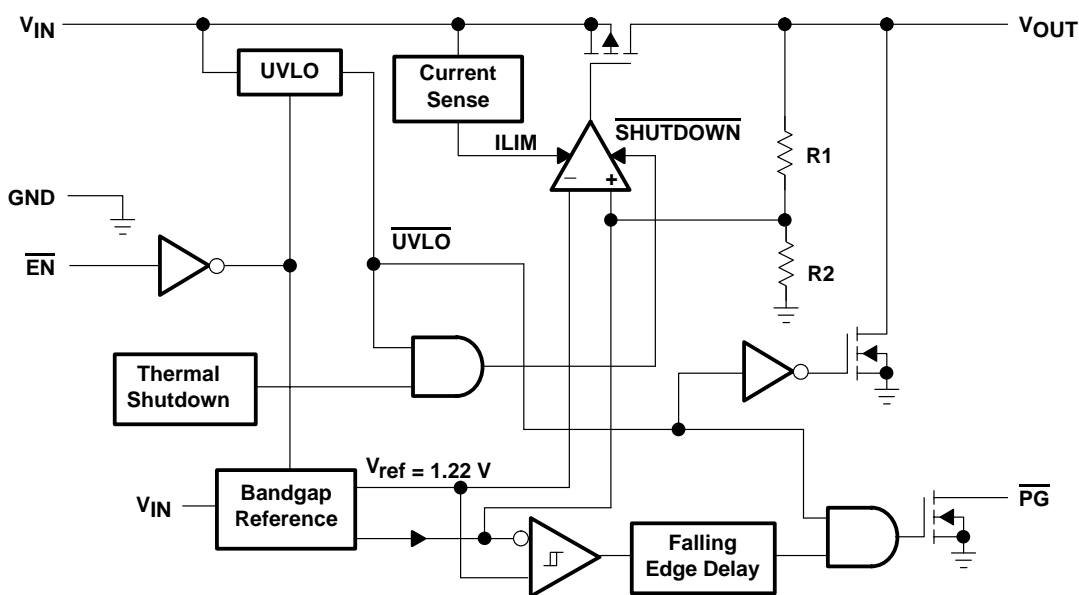 VIN
VOUT
UVLO
Current
Sense
SHUTDOWN
ILIM
R1
−
+
GND
UVLO
EN
R2
Thermal
Shutdown
Vref = 1.22 V
VIN
Bandgap
Reference
PG
Falling
Edge Delay